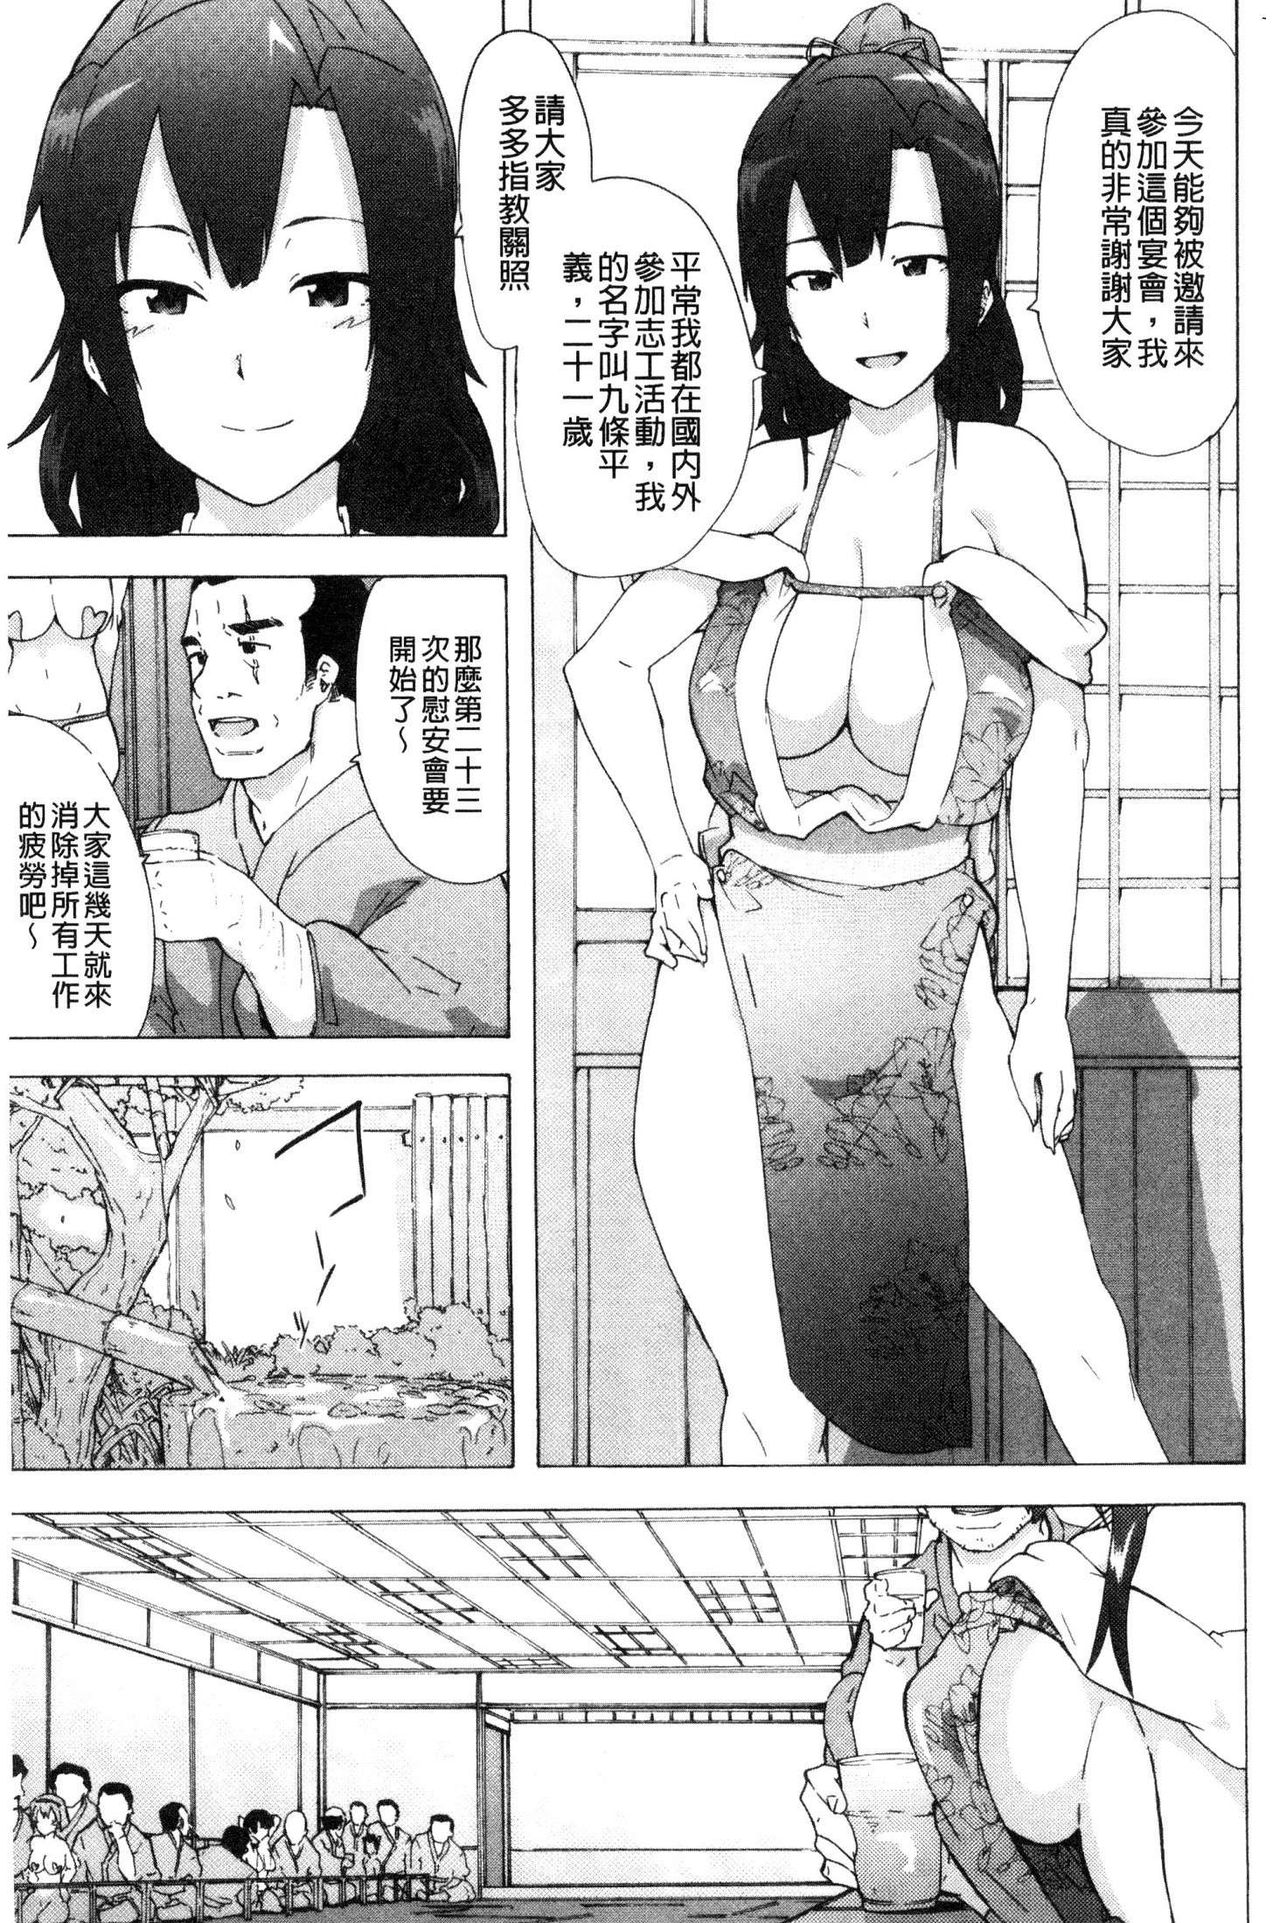 今天能夠被邀請來
參加這個宴會，我
真的非常謝謝大家
平常我都在國內外
參加志工活動，我
的名字叫九條平
義，二十一歲
請大家
多多指教關照
那麼第二十三
次的慰安會要
開始了～
大家這幾天就來
消除掉所有工作
的疲勞吧～